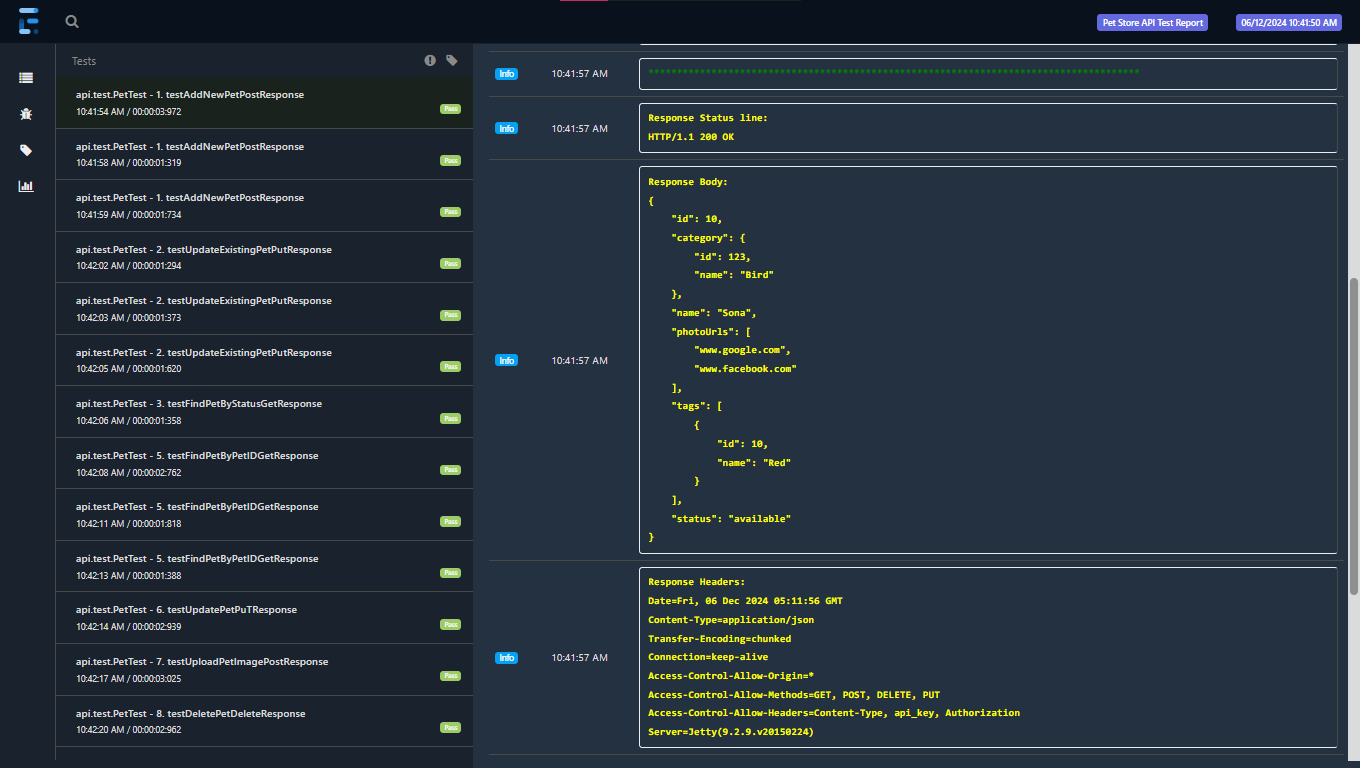 Pet Store API Test Report
06/12/2024 10:41:50 AM
Tests
api.test.PetTest - 1. testAddNewPetPostResponse
10:41:54 AM / 00:00:03:972
Pass
api.test.PetTest - 1. testAddNewPetPostResponse
10:41:58 AM / 00:00:01:319
Pass
api.test.PetTest - 1. testAddNewPetPostResponse
10:41:59 AM / 00:00:01:734
Pass
api.test.PetTest - 2. testUpdateExistingPetPutResponse
10:42:02 AM / 00:00:01:294
Pass
api.test.PetTest - 2. testUpdateExistingPetPutResponse
10:42:03 AM / 00:00:01:373
Pass
api.test.PetTest - 2. testUpdateExistingPetPutResponse
10:42:05 AM / 00:00:01:620
Pass
api.test.PetTest - 3. testFindPetByStatusGetResponse
10:42:06 AM / 00:00:01:358
Pass
api.test.PetTest - 5. testFindPetByPetIDGetResponse
10:42:08 AM / 00:00:02:762
Pass
api.test.PetTest - 5. testFindPetByPetIDGetResponse
10:42:11 AM / 00:00:01:818
Pass
api.test.PetTest - 5. testFindPetByPetIDGetResponse
10:42:13 AM / 00:00:01:388
Pass
api.test.PetTest - 6. testUpdatePetPuTResponse
10:42:14 AM / 00:00:02:939
Pass
api.test.PetTest - 7. testUploadPetImagePostResponse
10:42:17 AM / 00:00:03:025
Pass
api.test.PetTest - 8. testDeletePetDeleteResponse
10:42:20 AM / 00:00:02:962
Pass
Info 10:41:57 AM
**************************************************************************************
Info 10:41:57 AM
Response Status line:
HTTP/1.1 200 OK
Info 10:41:57 AM
Response Body:
{
    "id": 10,
    "category": {
        "id": 123,
        "name": "Bird"
    },
    "name": "Sona",
    "photoUrls": [
        "www.google.com",
        "www.facebook.com"
    ],
    "tags": [
        {
            "id": 10,
            "name": "Red"
        }
    ],
    "status": "available"
}
Info 10:41:57 AM
Response Headers:
Date=Fri, 06 Dec 2024 05:11:56 GMT
Content-Type=application/json
Transfer-Encoding=chunked
Connection=keep-alive
Access-Control-Allow-Origin=*
Access-Control-Allow-Methods=GET, POST, DELETE, PUT
Access-Control-Allow-Headers=Content-Type, api_key, Authorization
Server=Jetty(9.2.9.v20150224)